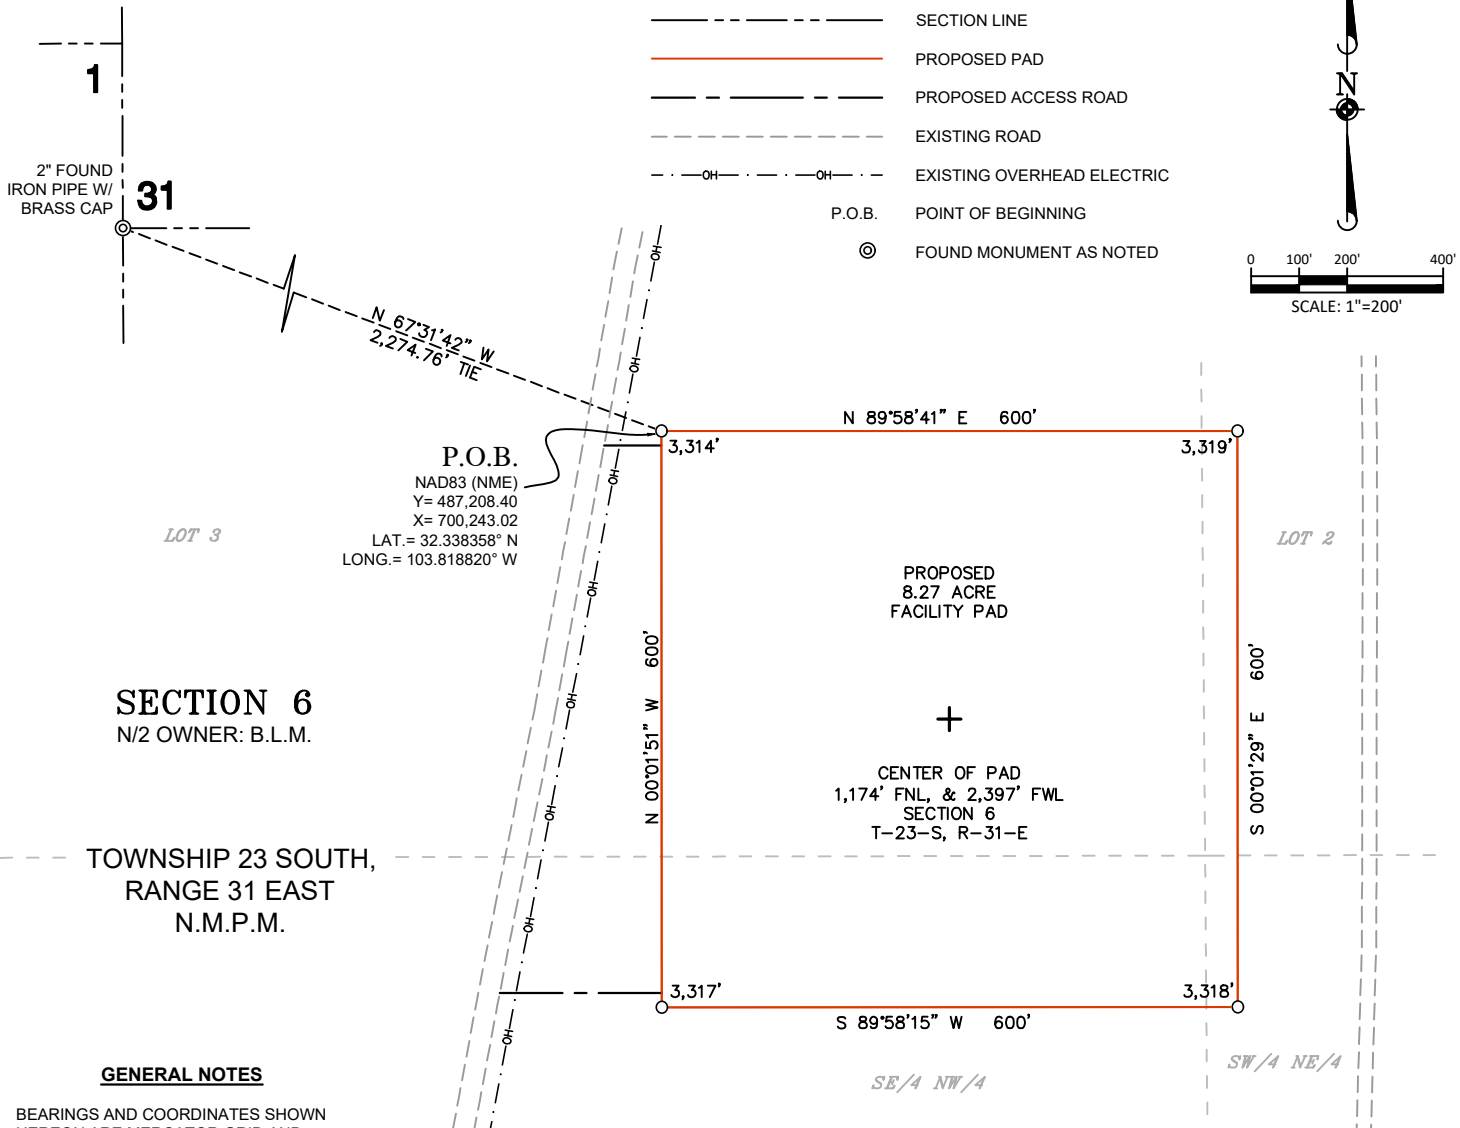 SECTION LINE
PROPOSED PAD
PROPOSED ACCESS ROAD
EXISTING ROAD
OH OH EXISTING OVERHEAD ELECTRIC
P.O.B. POINT OF BEGINNING
FOUND MONUMENT AS NOTED
N
0 100' 200' 400'
SCALE: 1"=200'
1
2" FOUND
IRON PIPE W/
BRASS CAP
31
N 67°31'42" W
2,274.76' TIE
OH
OH
OH
OH
OH
OH
OH
OH
N 89°58'41" E 600'
3,314'
3,319'
P.O.B.
NAD83 (NME)
Y= 487,208.40
X= 700,243.02
LAT.= 32.338358° N
LONG.= 103.818820° W
LOT 3
LOT 2
PROPOSED
8.27 ACRE
FACILITY PAD
N 00°01'51" W 600'
S 00°01'29" E 600'
SECTION 6
N/2 OWNER: B.L.M.
CENTER OF PAD
1,174' FNL, & 2,397' FWL
SECTION 6
T-23-S, R-31-E
TOWNSHIP 23 SOUTH,
RANGE 31 EAST
N.M.P.M.
3,317'
3,318'
S 89°58'15" W 600'
SE/4 NW/4
SW/4 NE/4
GENERAL NOTES
BEARINGS AND COORDINATES SHOWN